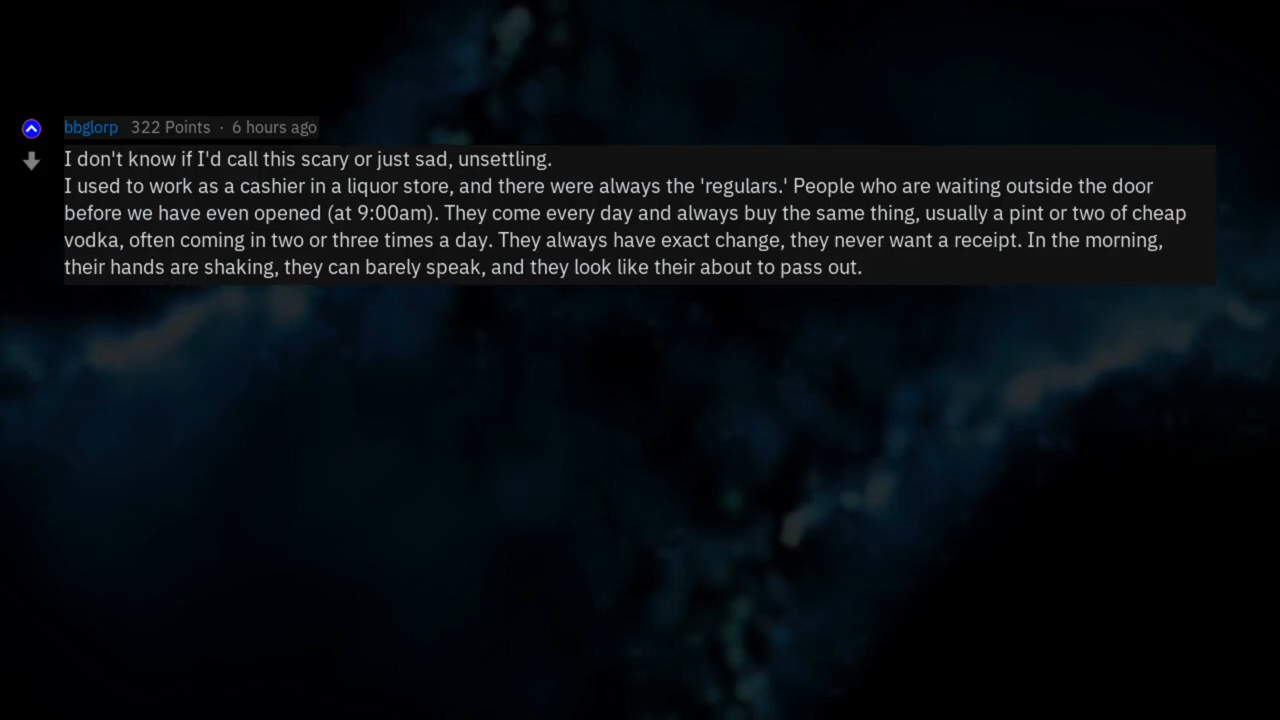 bbglorp 322 Points · 6 hours ago
I don't know if I'd call this scary or just sad, unsettling.
I used to work as a cashier in a liquor store, and there were always the 'regulars.' People who are waiting outside the door
before we have even opened (at 9:00am). They come every day and always buy the same thing, usually a pint or two of cheap
vodka, often coming in two or three times a day. They always have exact change, they never want a receipt. In the morning,
their hands are shaking, they can barely speak, and they look like their about to pass out.